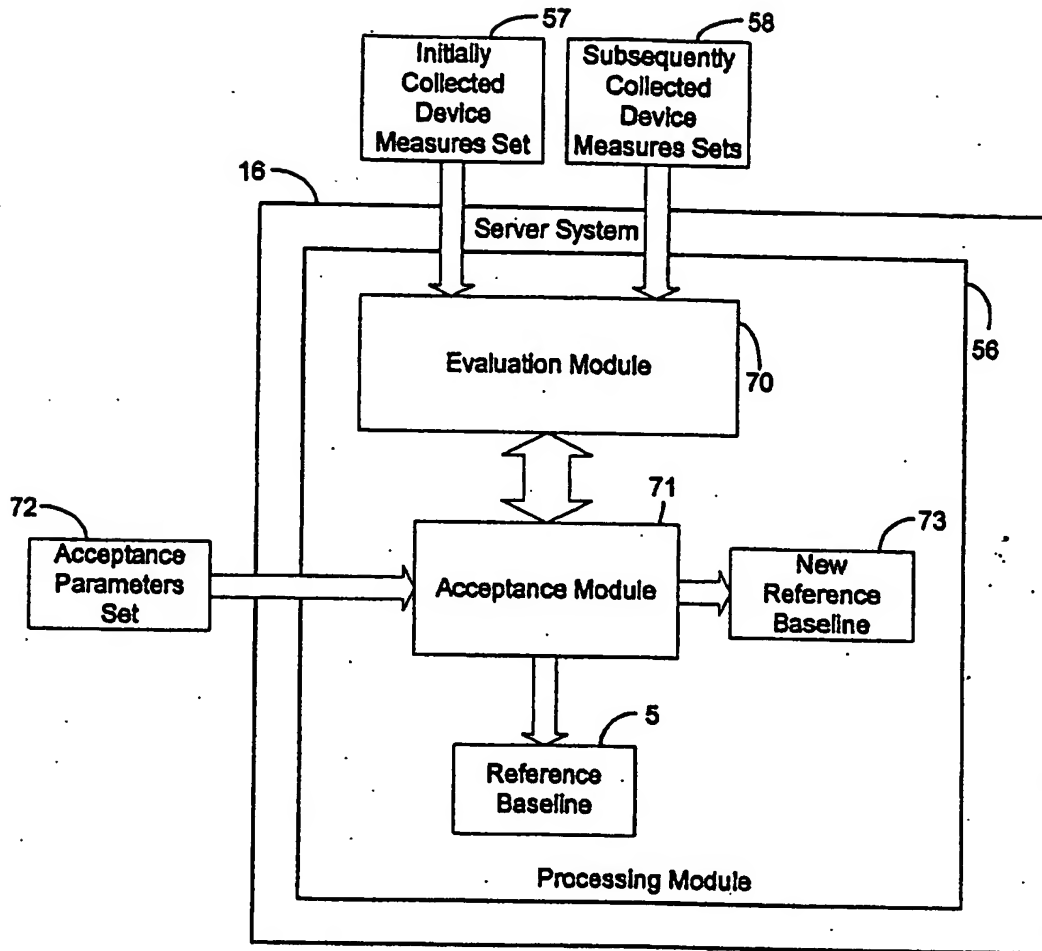 57
58
Initially
Collected
Device
Measures Set
Subsequently
Collected
Device
Measures Sets
16
Server System
56
Evaluation Module
70
72
71
73
Acceptance
Parameters
Set
Acceptance Module
New
Reference
Baseline
5
Reference
Baseline
Processing Module